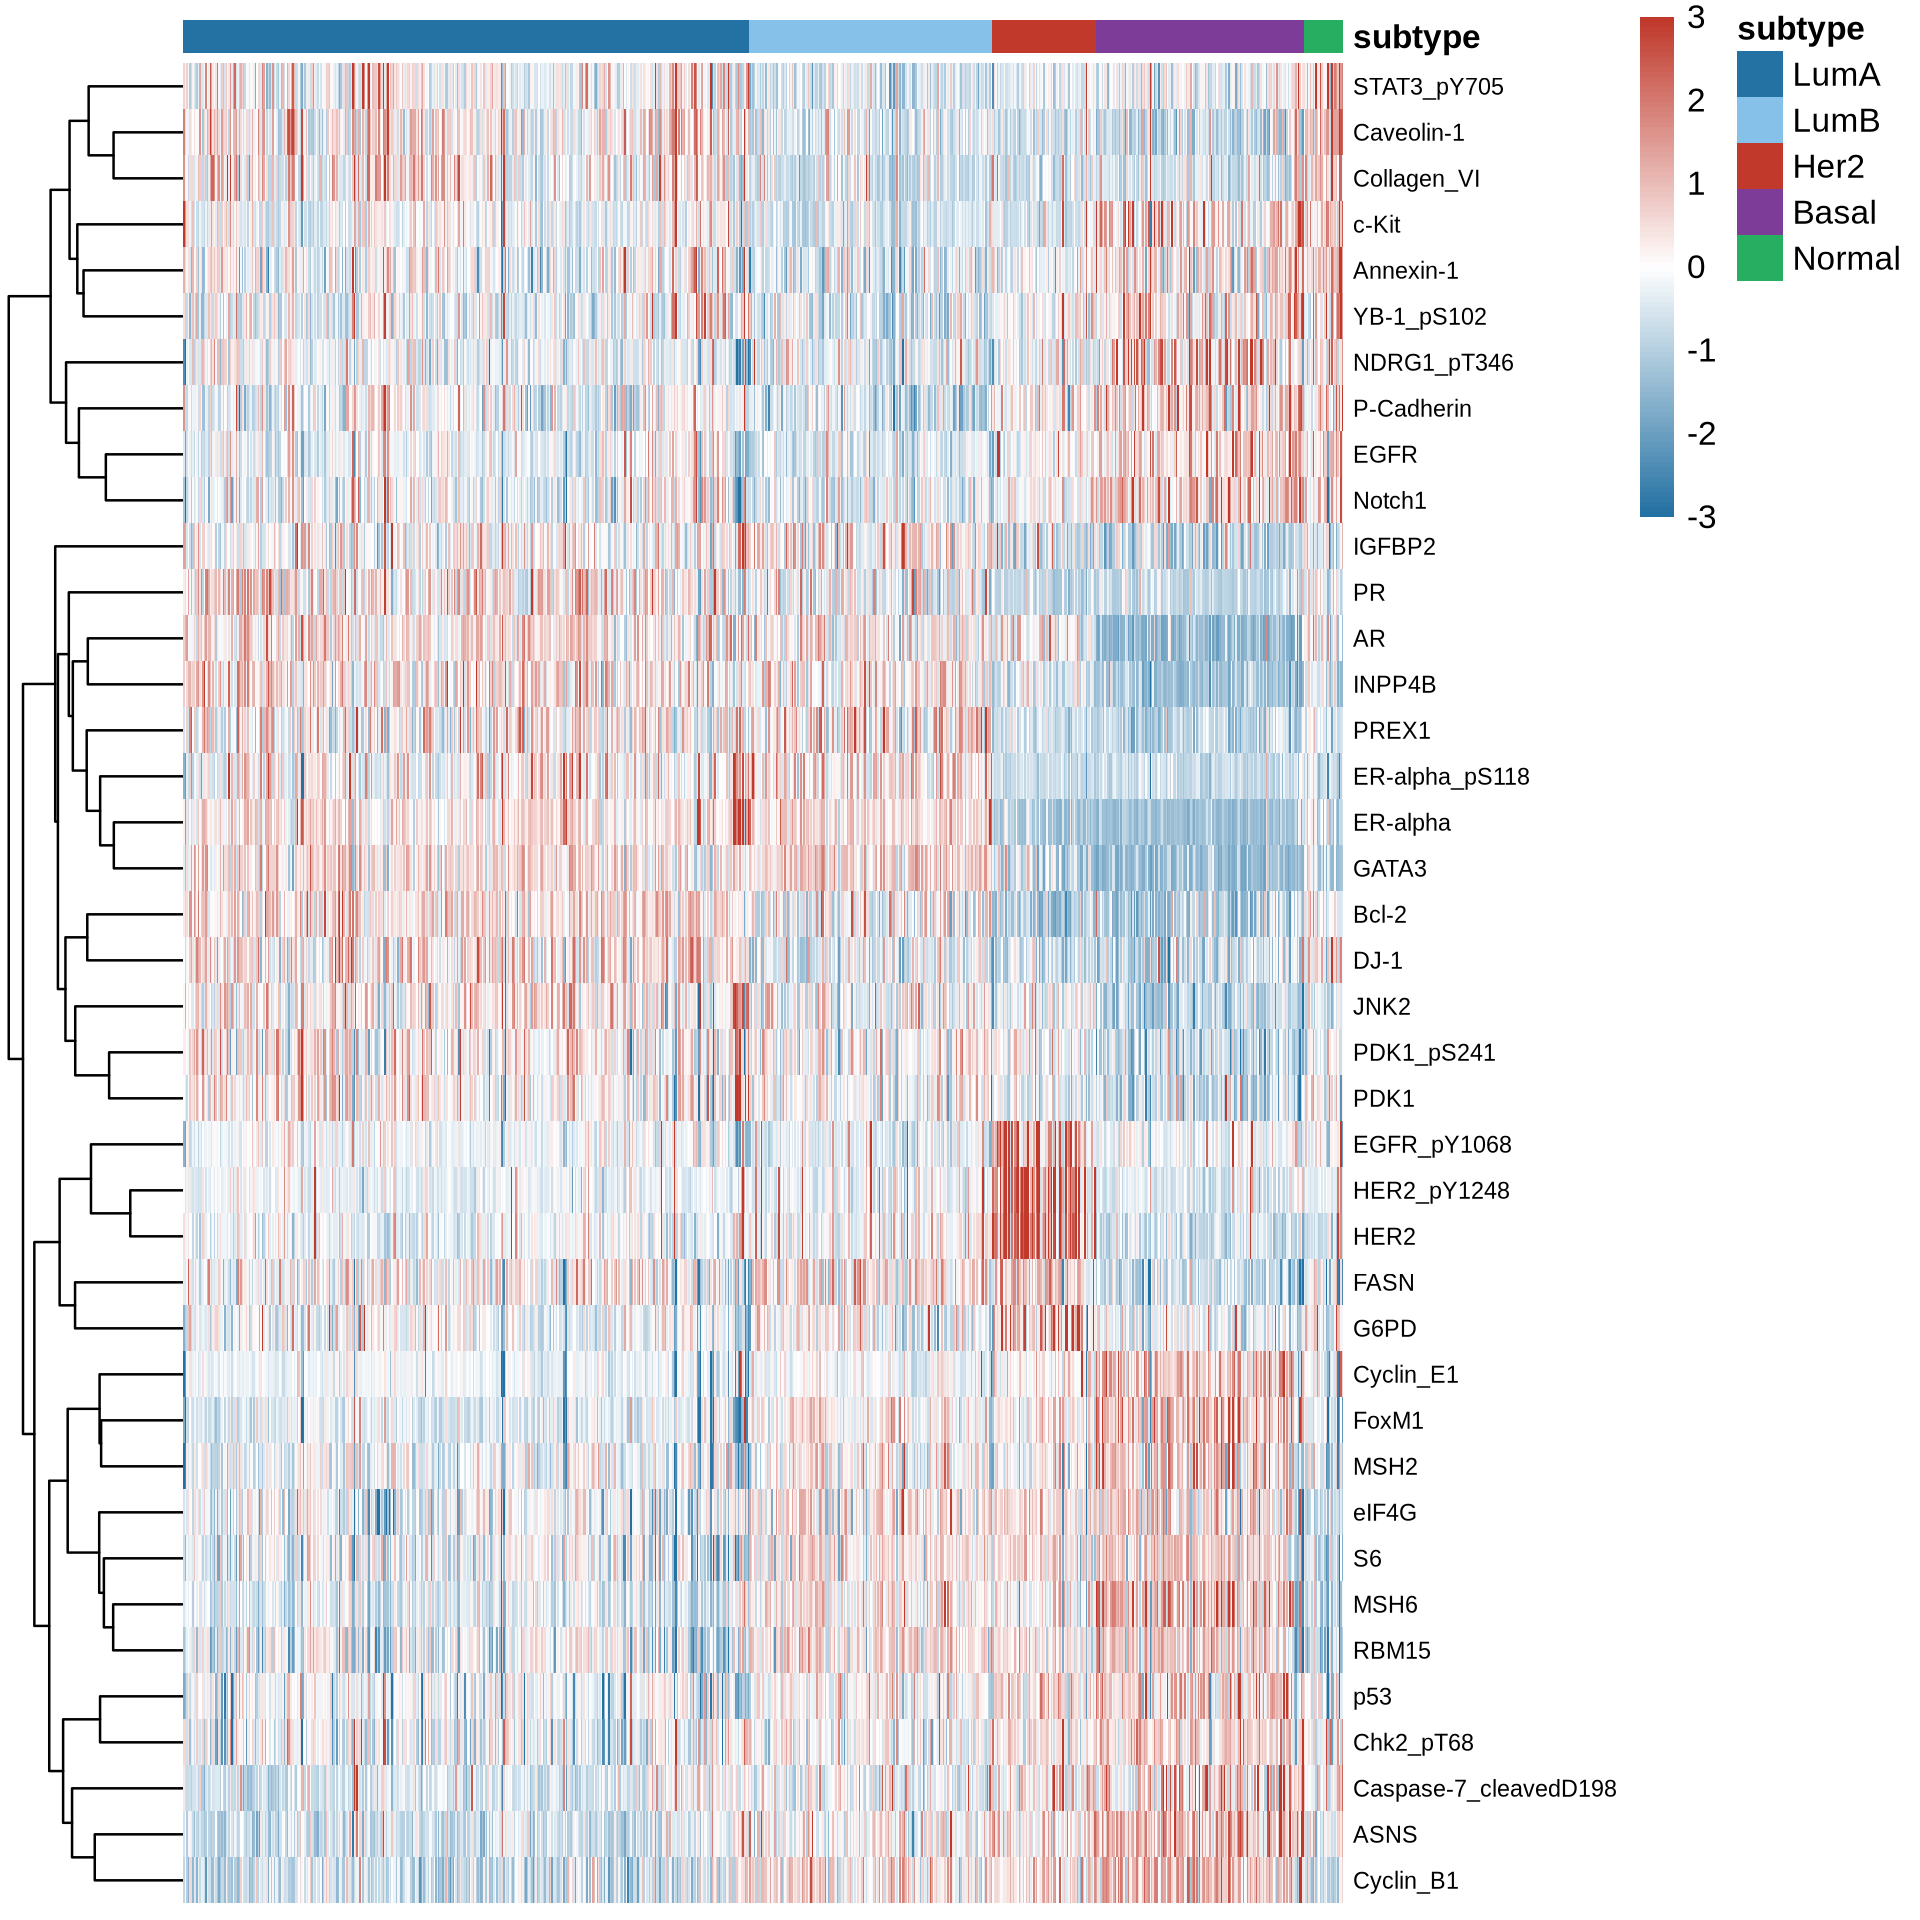 subtype
STAT3_pY705
Caveolin-1
Collagen_VI
c-Kit
Annexin-1
YB-1_pS102
NDRG1_pT346
P-Cadherin
EGFR
Notch1
IGFBP2
PR
AR
INPP4B
PREX1
ER-alpha_pS118
ER-alpha
GATA3
Bcl-2
DJ-1
JNK2
PDK1_pS241
PDK1
EGFR_pY1068
HER2_pY1248
HER2
FASN
G6PD
Cyclin_E1
FoxM1
MSH2
eIF4G
S6
MSH6
RBM15
p53
Chk2_pT68
Caspase-7_cleavedD198
ASNS
Cyclin_B1
3
2
1
0
-1
-2
-3
subtype
LumA
LumB
Her2
Basal
Normal